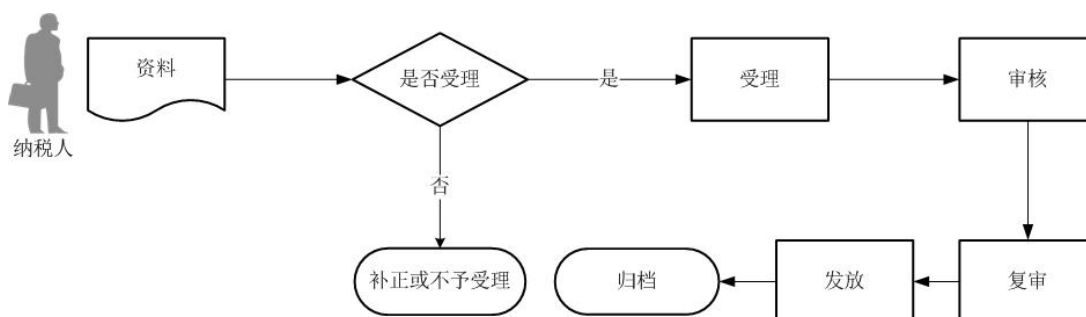 资料
是否受理
是
受理
审核
纳税人
否
补正或不予受理
归档
发放
复审